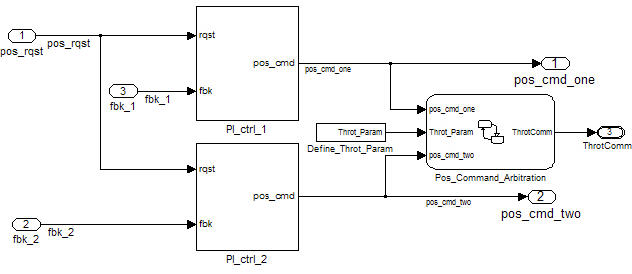 1
pos_rqst
pos_rqst
rqst
pos_cmd
fbk
PI_ctrl_1
3
fbk_1
fbk_1
pos_cmd_one
1
pos_cmd_one
Throt_Param
Define_Throt_Param
pos_cmd_one
Throt_Param
pos_cmd_two
ThrotComm
Pos_Command_Arbitration
3
ThrotComm
rqst
pos_cmd
fbk
PI_ctrl_2
2
fbk_2
fbk_2
pos_cmd_two
2
pos_cmd_two